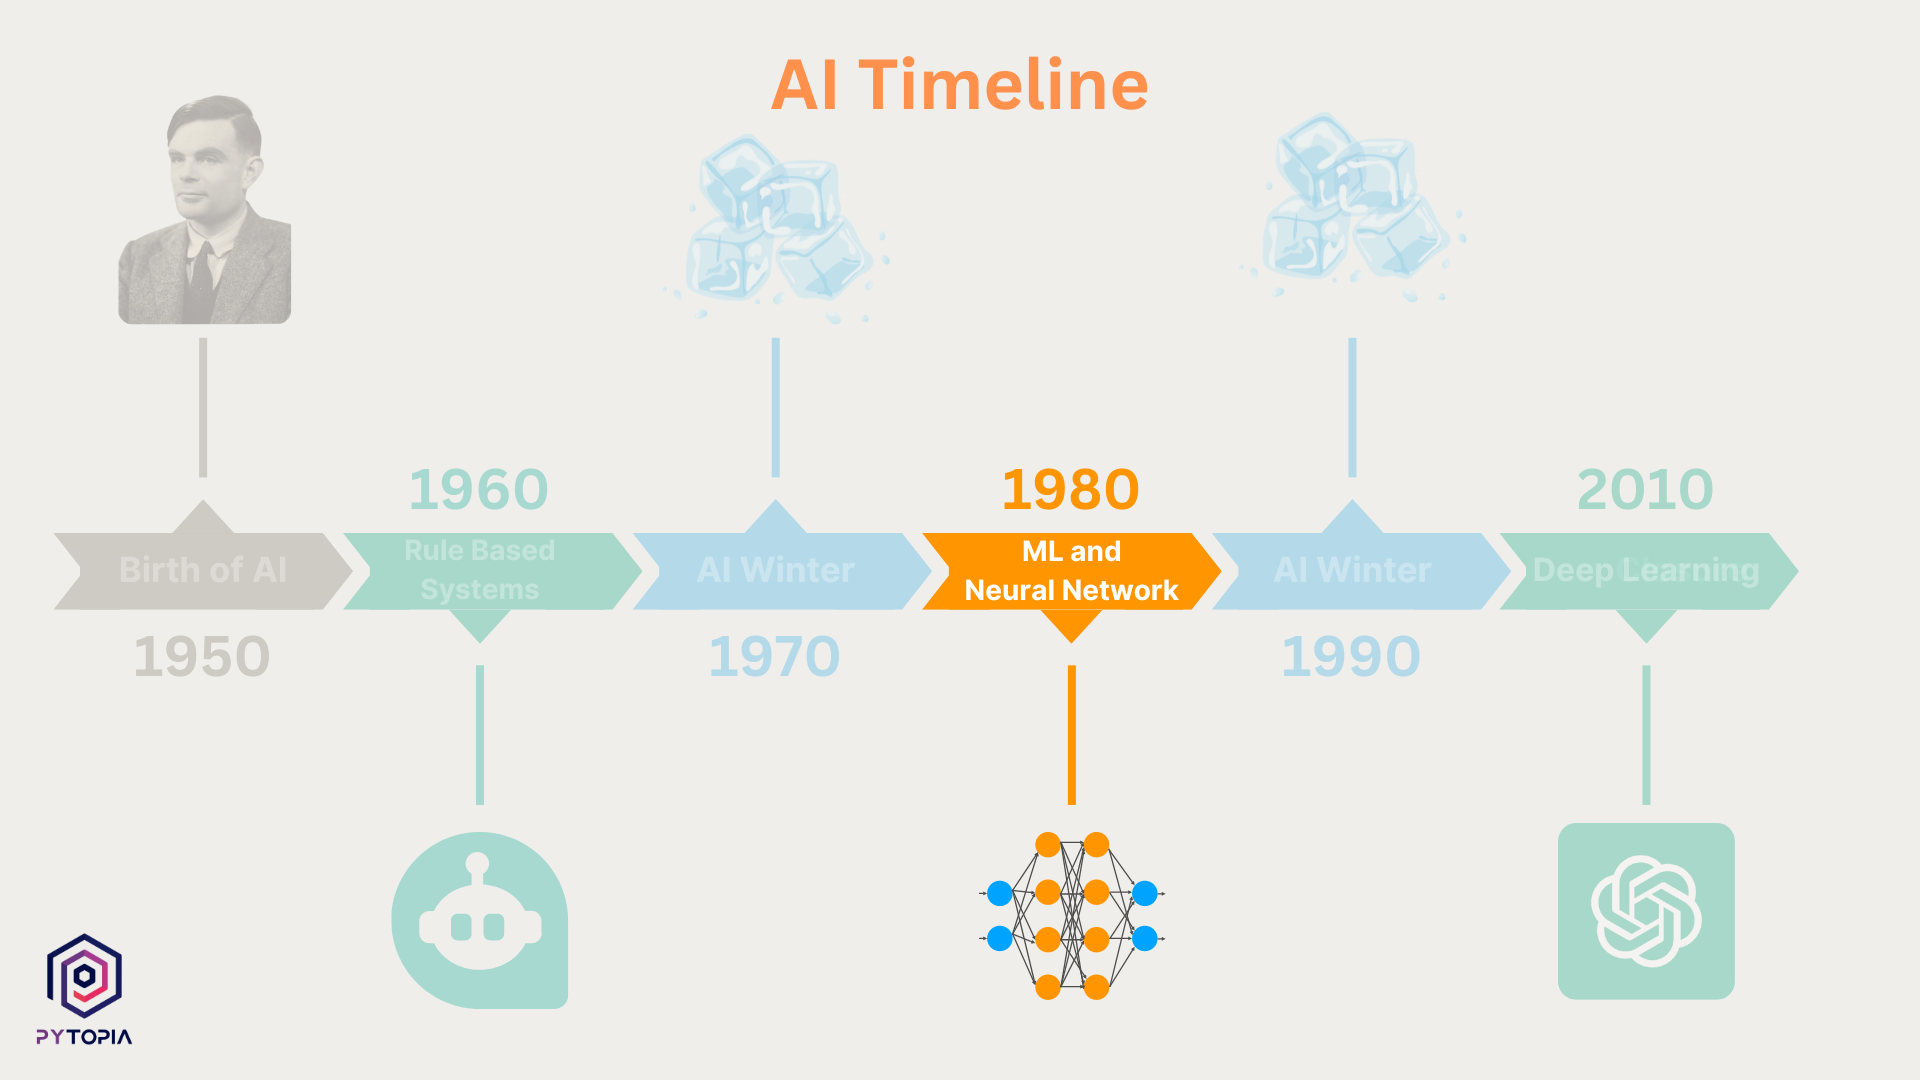 AI Timeline
1960
1980
2010
Birth of AI
Rule Based
Systems
AI Winter
ML and
Neural Network
AI Winter
Deep Learning
1950
1970
1990
PYTOPIA